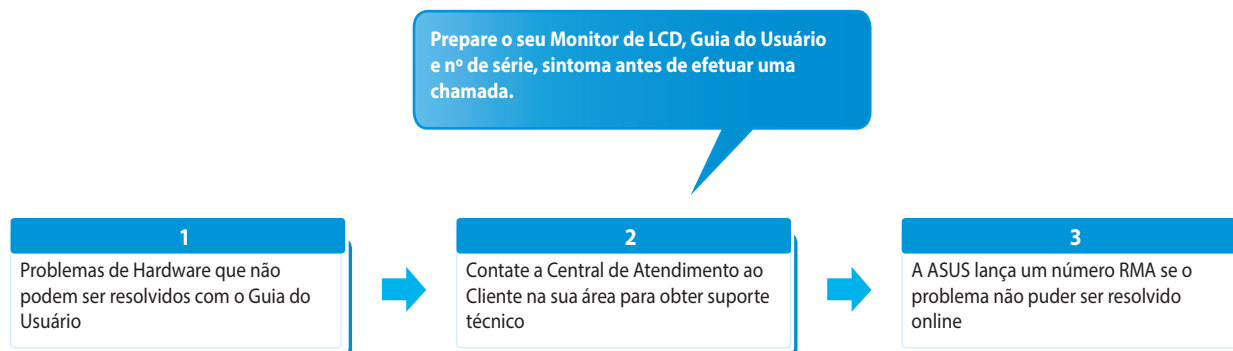 Prepare o seu Monitor de LCD, Guia do Usuário
e nº de série, sintoma antes de efetuar uma
chamada.
1
Problemas de Hardware que não
podem ser resolvidos com o Guia do
Usuário
2
Contate a Central de Atendimento ao
Cliente na sua área para obter suporte
técnico
3
A ASUS lança um número RMA se o
problema não puder ser resolvido
online